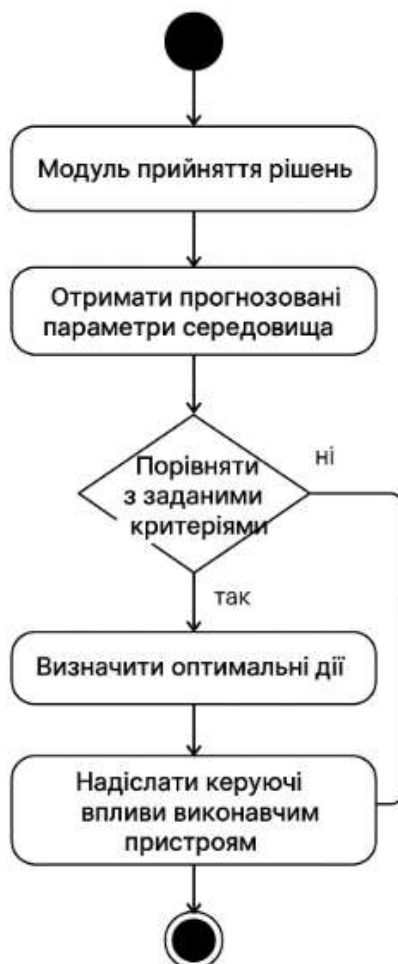 Модуль прийняття рішень
Отримати прогнозовані
параметри середовища
Порівняти
з заданими
критеріями
ні
так
Визначити оптимальні дії
Надіслати керуючі
впливи виконавчим
пристроям